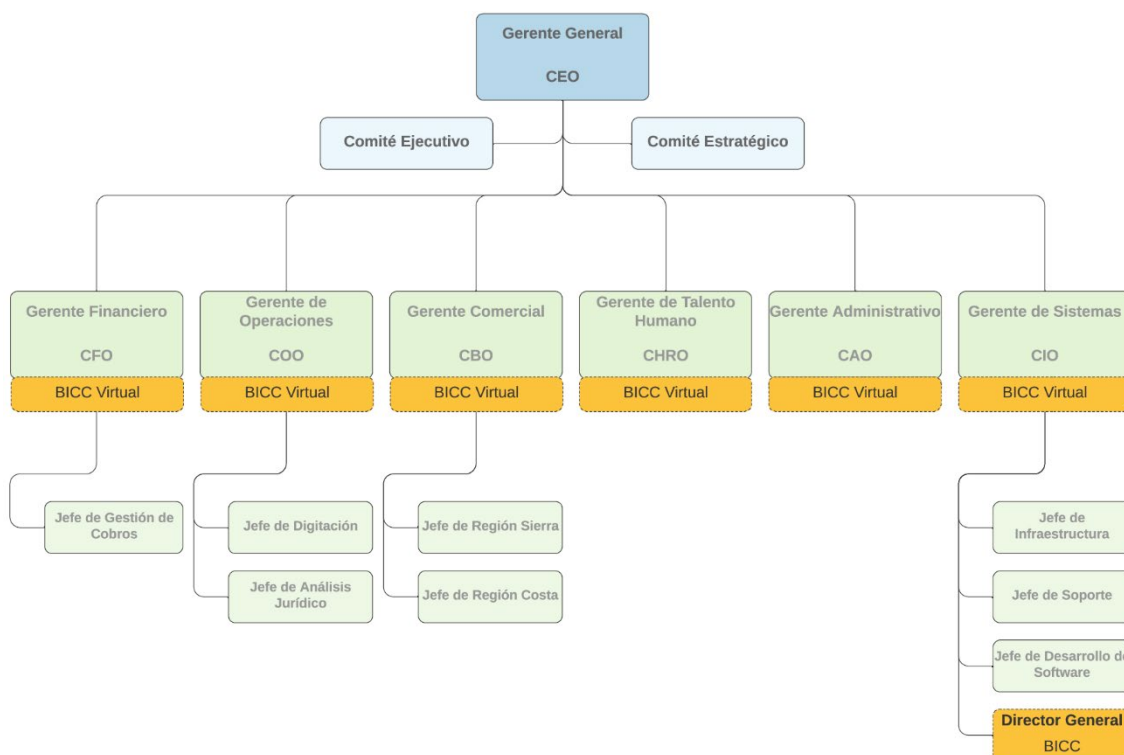 Gerente General
CEO
Comité Ejecutivo
Comité Estratégico
Gerente Financiero
CFO
BICC Virtual
Gerente de
Operaciones
COO
BICC Virtual
Gerente Comercial
CBO
BICC Virtual
Gerente de Talento
Humano
CHRO
BICC Virtual
Gerente Administrativo
CAO
BICC Virtual
Gerente de Sistemas
CIO
BICC Virtual
Jefe de Gestión de
Cobros
Jefe de Digitación
Jefe de Análisis
Jurídico
Jefe de Región Sierra
Jefe de Región Costa
Jefe de
Infraestructura
Jefe de Soporte
Jefe de Desarrollo de
Software
Director General
BICC